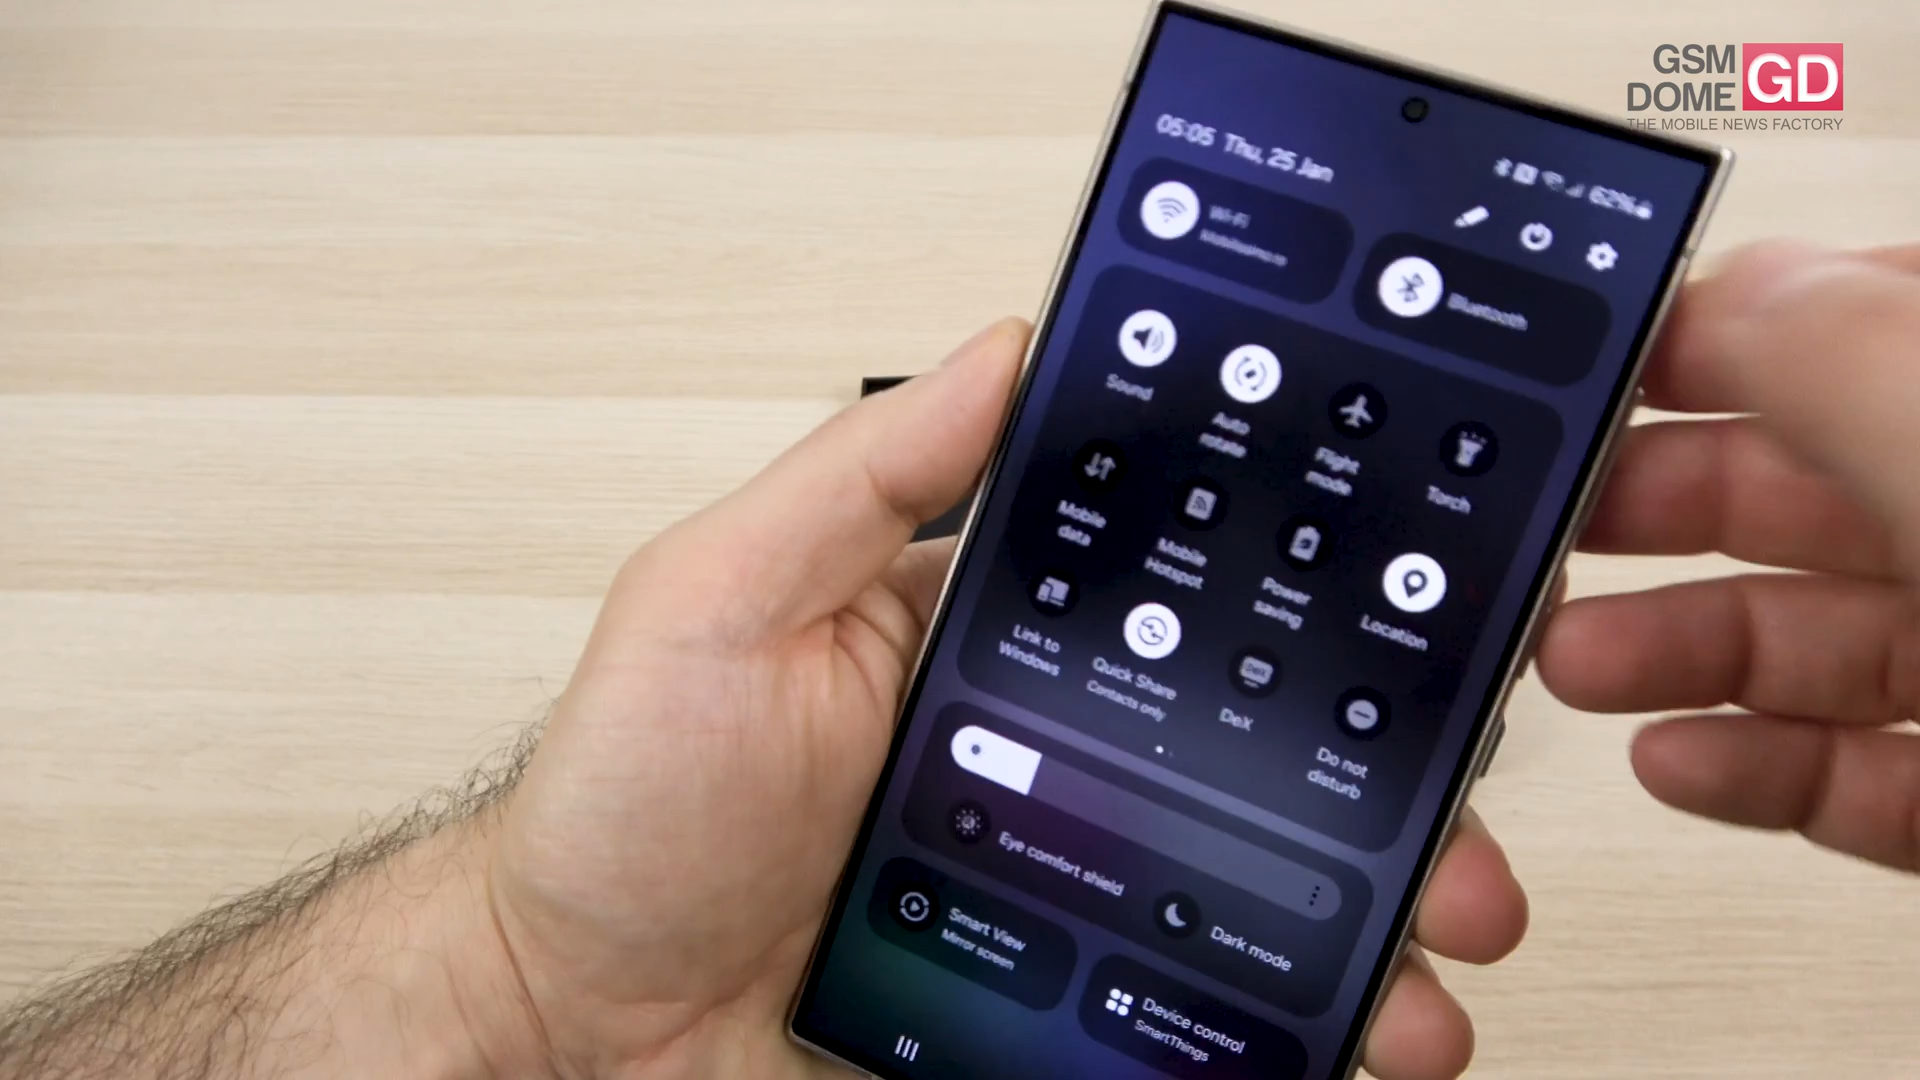 GSM
DOME GD
THE MOBILE NEWS FACTORY
05:05 Thu, 25 Jan
62%
Wi-Fi
Bluetooth
Sound
Auto
rotate
Flight
mode
Torch
Mobile
data
Mobile
Hotspot
Power
saving
Location
Link to
Windows
Quick Share
Contacts only
DeX
DeX
Do not
disturb
Eye comfort shield
Dark mode
Smart View
Mirror screen
Device control
SmartThings